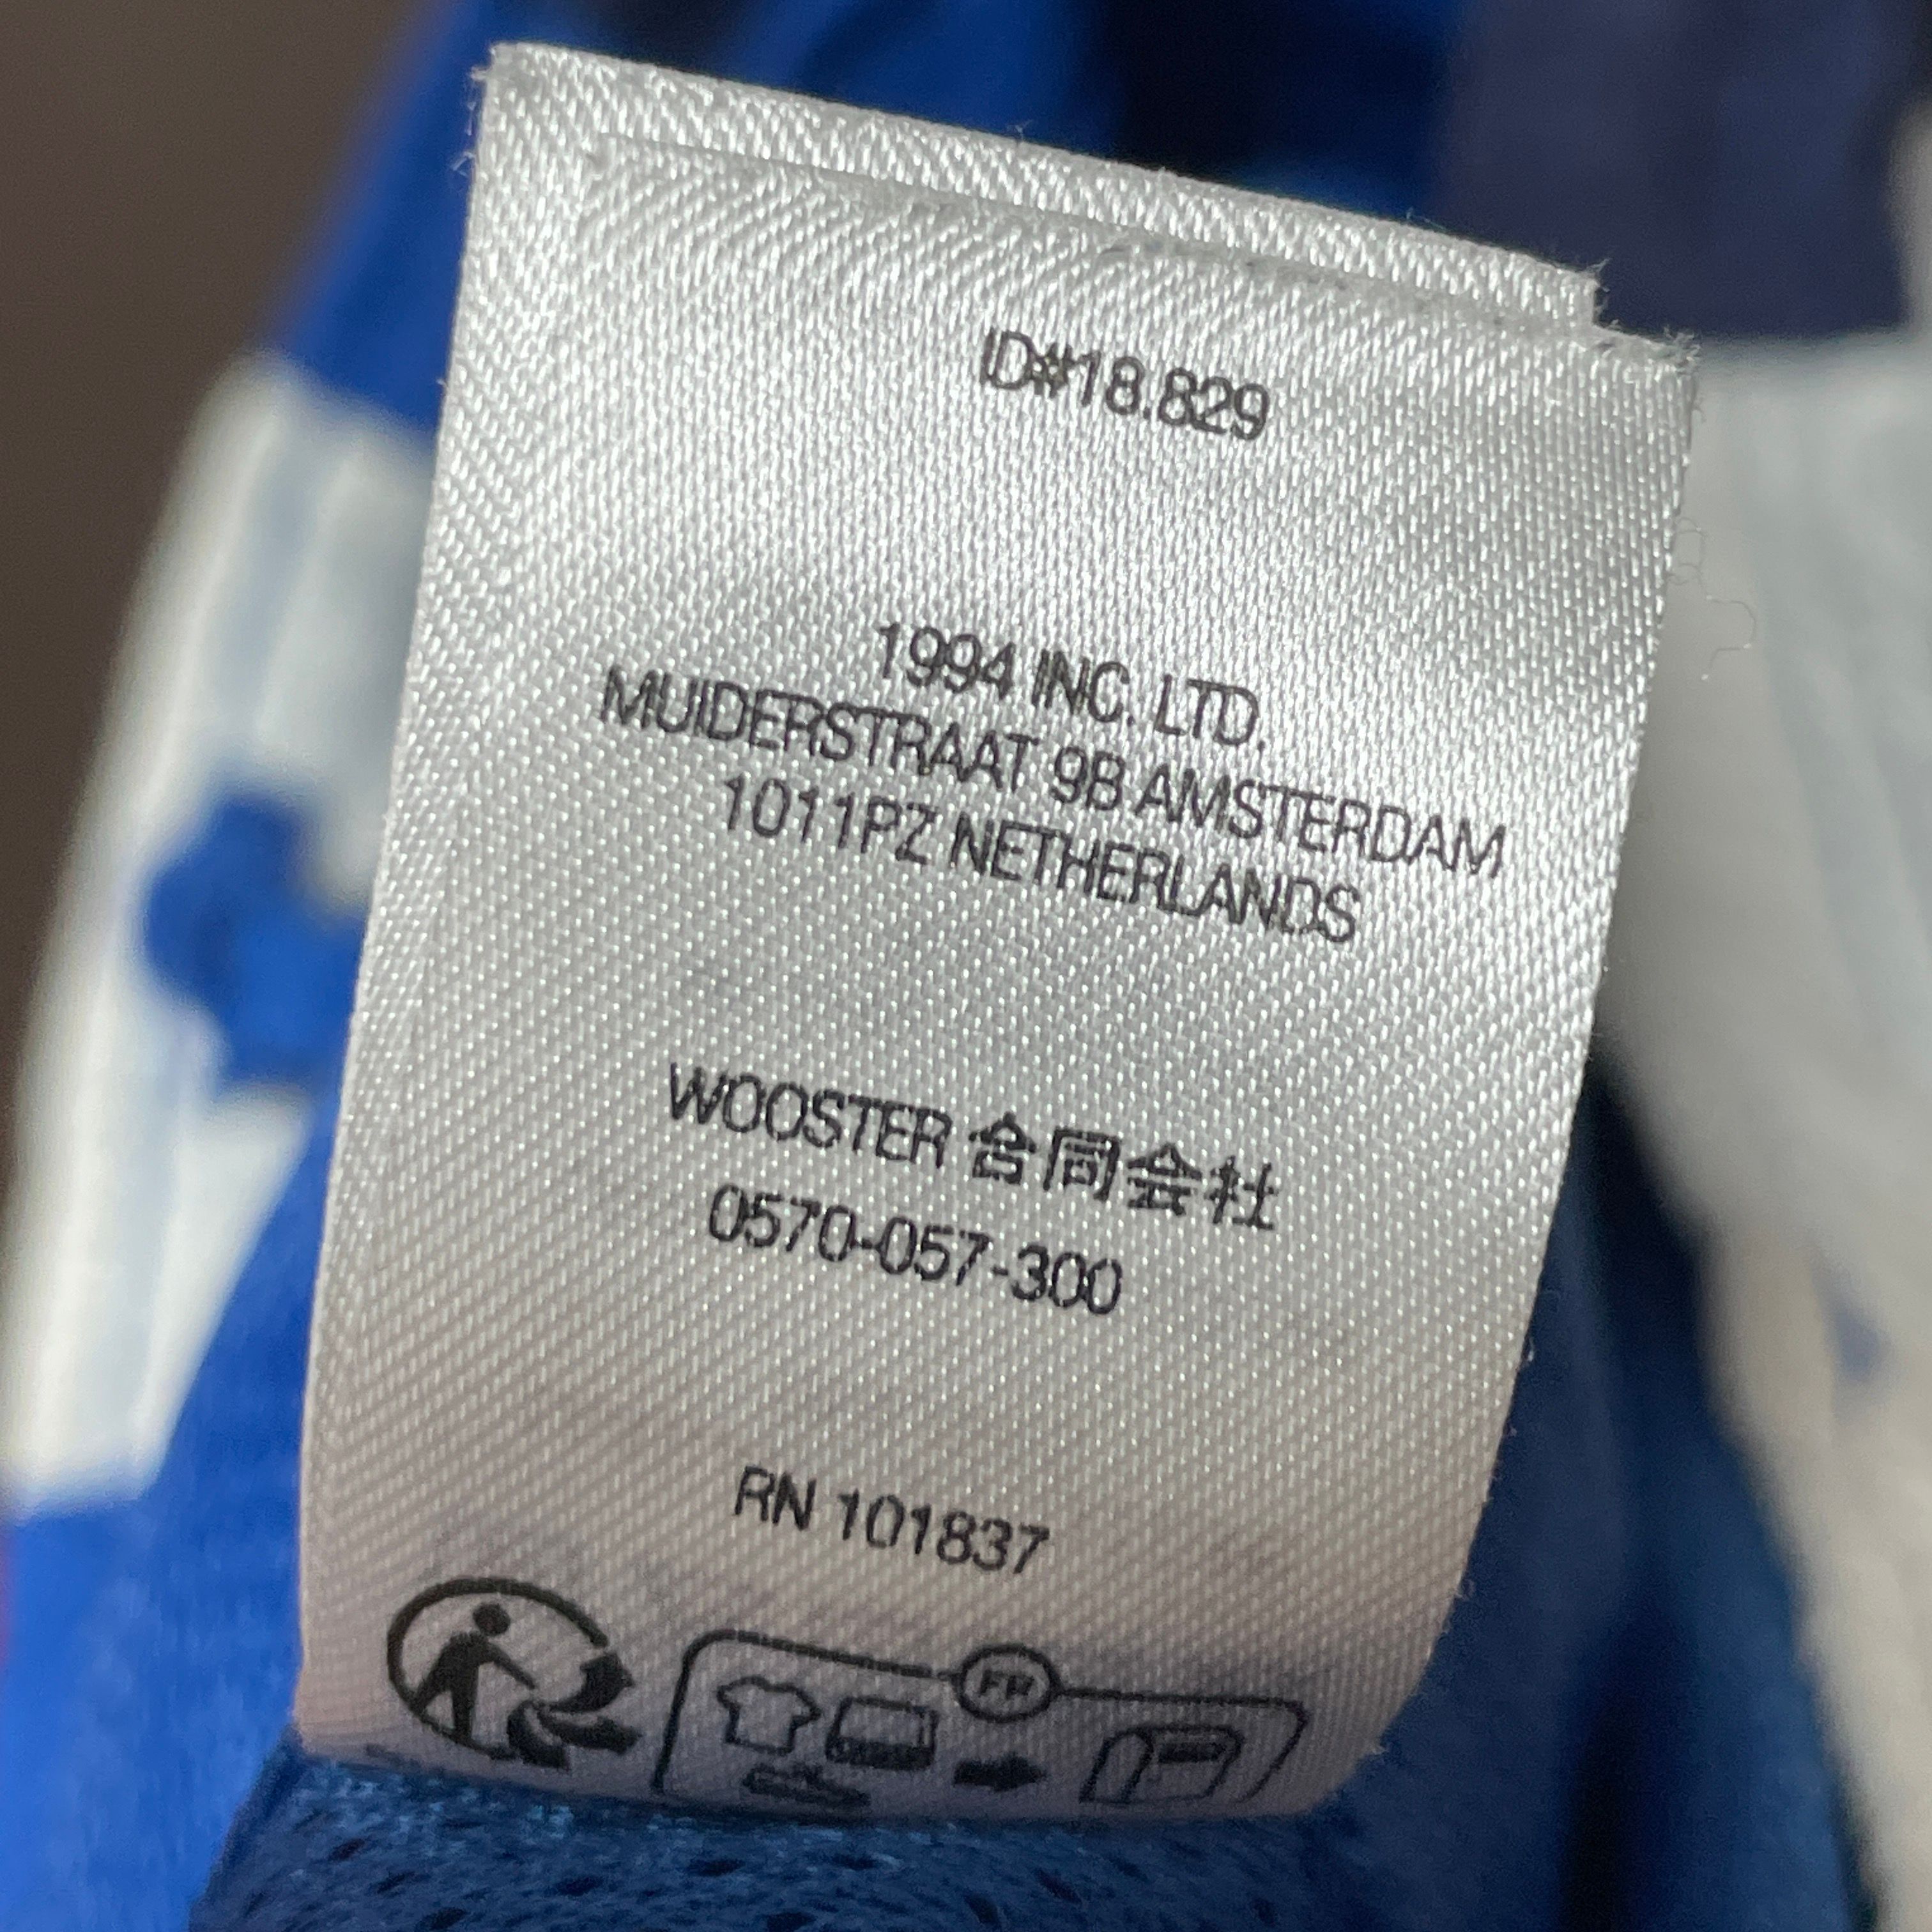 ID#18.829
1994 INC. LTD.
MUIDERSTRAAT 9B AMSTERDAM
1011PZ NETHERLANDS
WOOSTER 合同会社
0570-057-300
RN 101837
FR